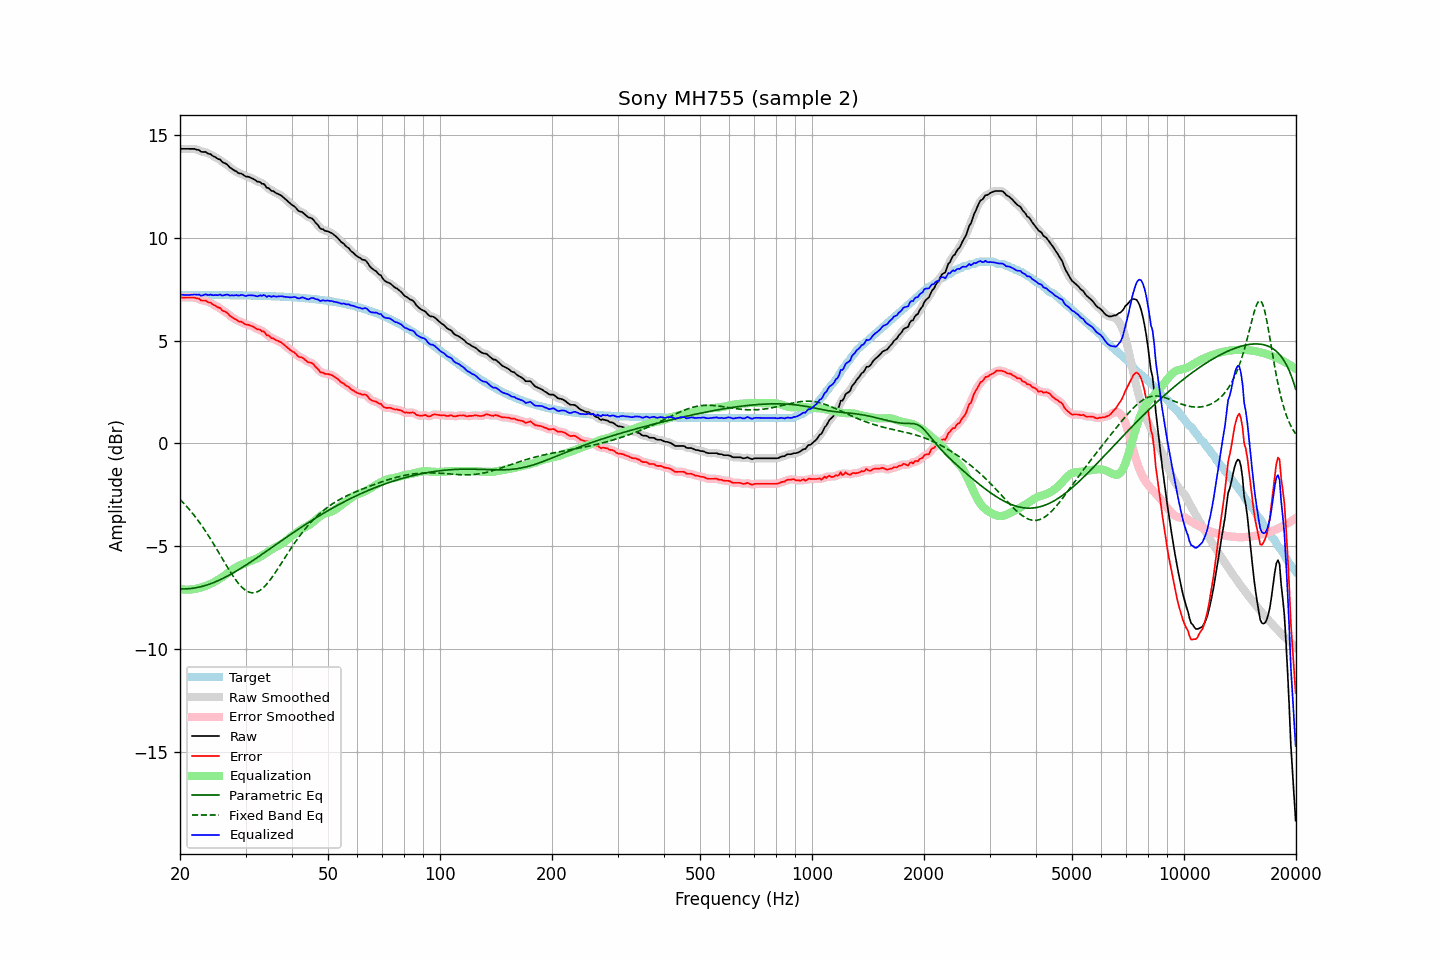 Sony MH755 (sample 2)
15
10
5
0
−5
−10
−15
Amplitude (dBr)
Target
Raw Smoothed
Error Smoothed
Raw
Error
Equalization
Parametric Eq
Fixed Band Eq
Equalized
20 50 100 200 500 1000 2000 5000 10000 20000
Frequency (Hz)